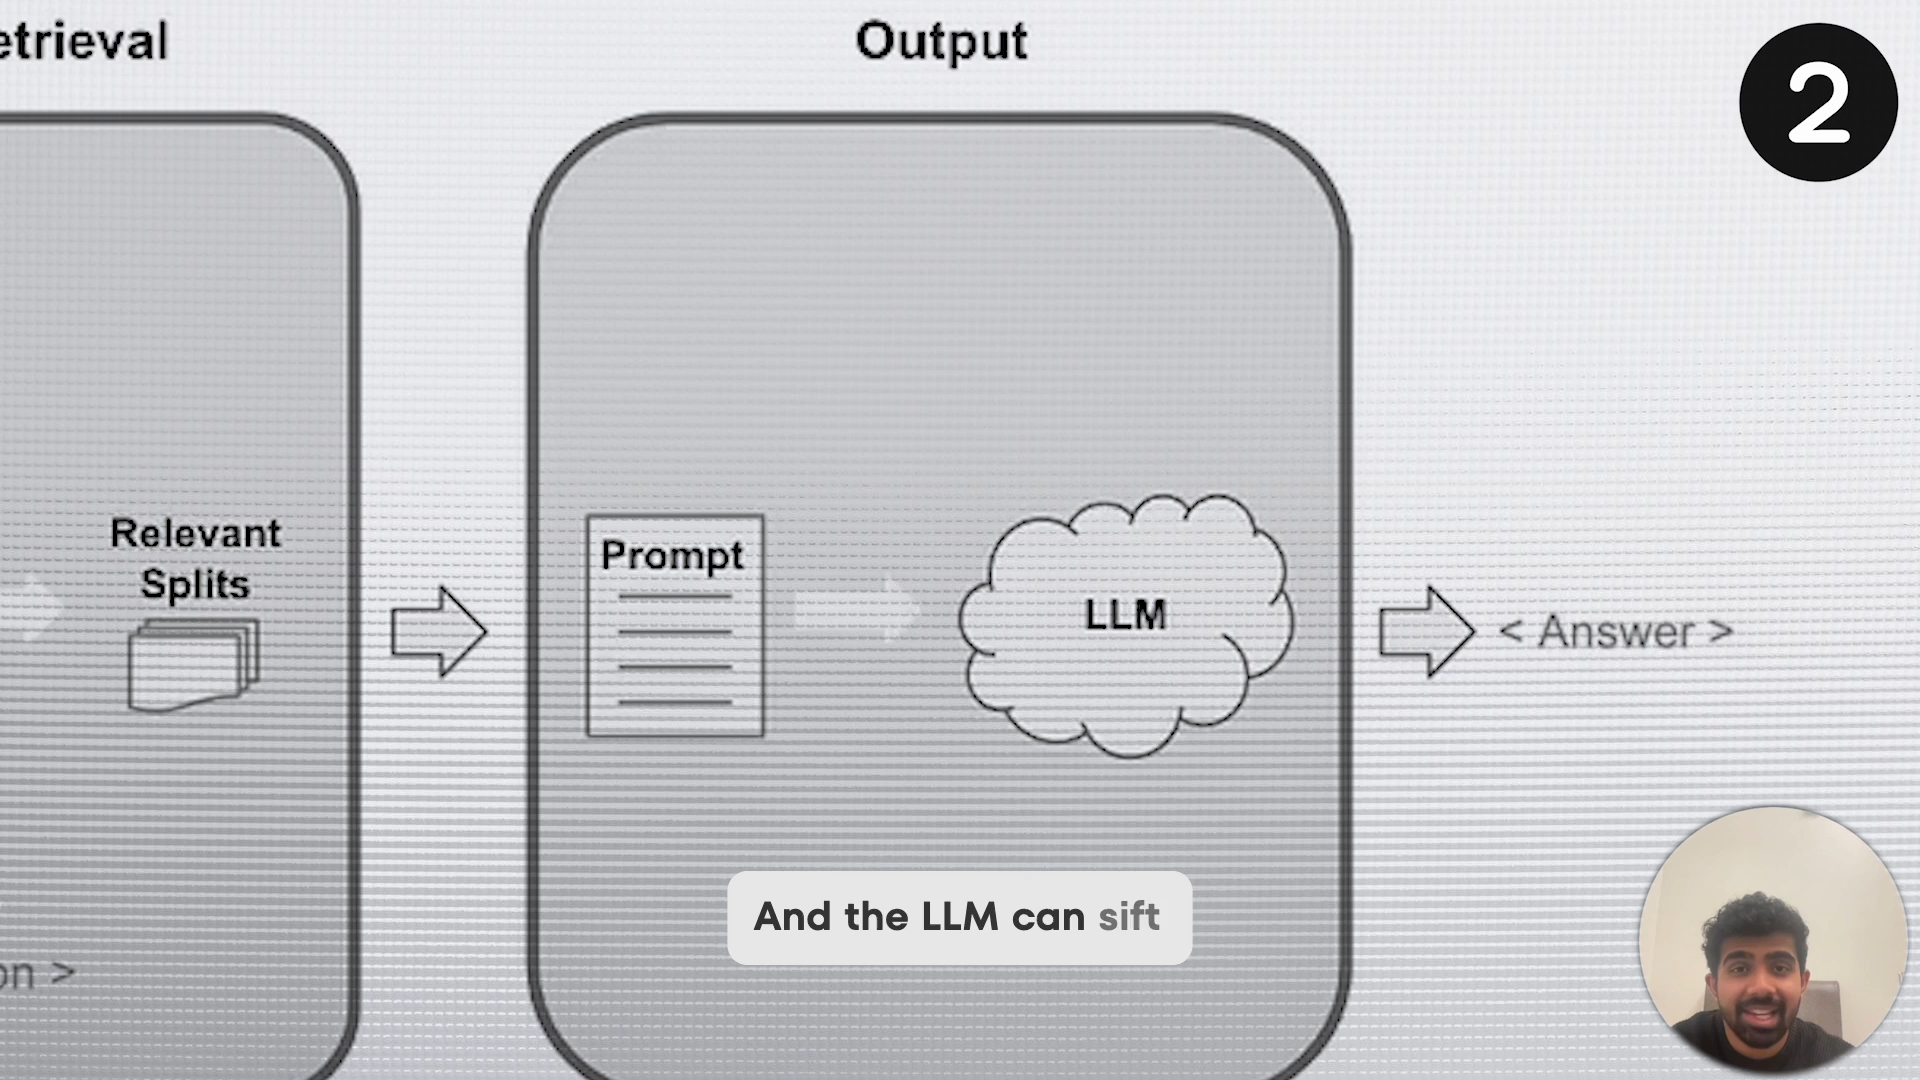 etrieval
Output
2
Relevant
Splits
Prompt
LLM
< Answer >
on >
And the LLM can sift